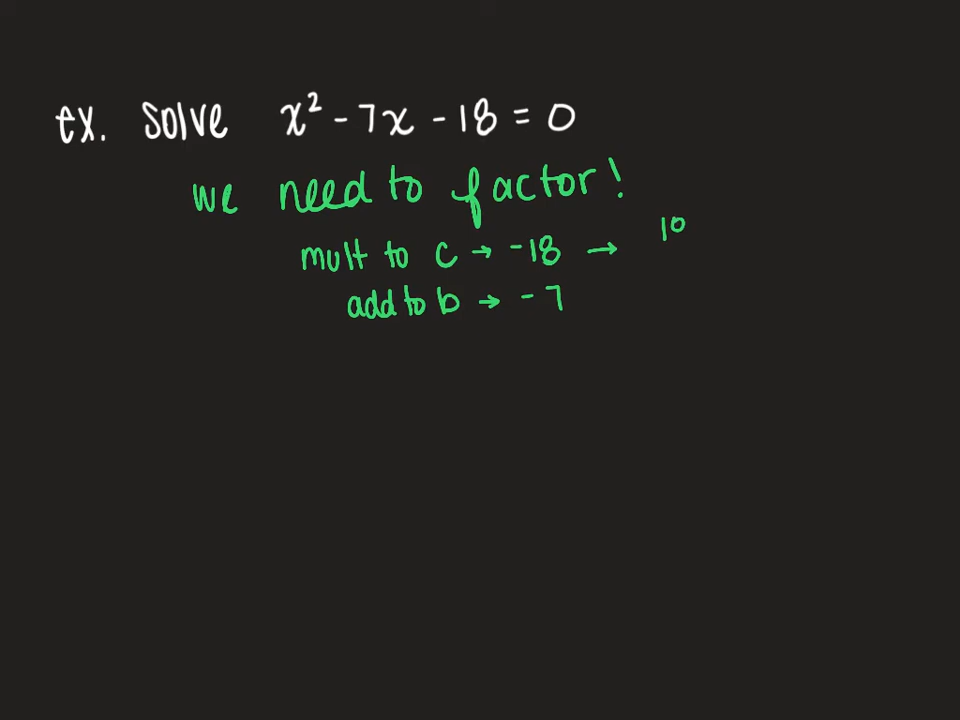 ex. Solve x² - 7x - 18 = 0
we need to factor!
mult to c → -18 → 10
add to b → -7